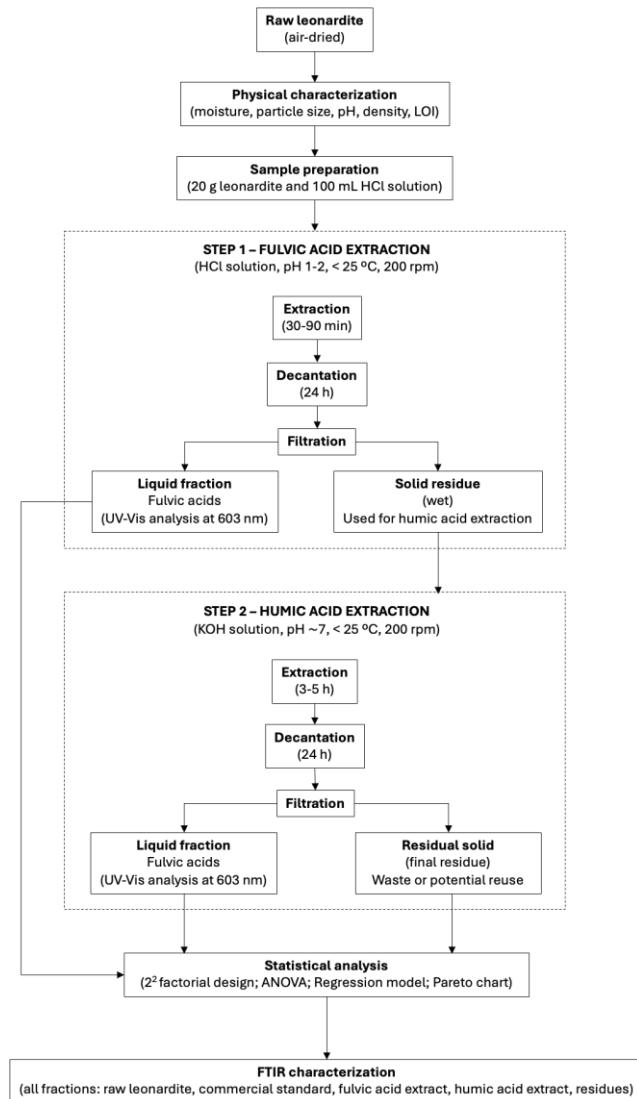 Raw leonardite
(air-dried)
Physical characterization
(moisture, particle size, pH, density, LOI)
Sample preparation
(20 g leonardite and 100 mL HCl solution)
STEP 1 – FULVIC ACID EXTRACTION
(HCl solution, pH 1-2, < 25 ºC, 200 rpm)
Extraction
(30-90 min)
Decantation
(24 h)
Filtration
Liquid fraction
Fulvic acids
(UV-Vis analysis at 603 nm)
Solid residue
(wet)
Used for humic acid extraction
STEP 2 – HUMIC ACID EXTRACTION
(KOH solution, pH ~7, < 25 ºC, 200 rpm)
Extraction
(3-5 h)
Decantation
(24 h)
Filtration
Liquid fraction
Fulvic acids
(UV-Vis analysis at 603 nm)
Residual solid
(final residue)
Waste or potential reuse
Statistical analysis
(2² factorial design; ANOVA; Regression model; Pareto chart)
FTIR characterization
(all fractions: raw leonardite, commercial standard, fulvic acid extract, humic acid extract, residues)